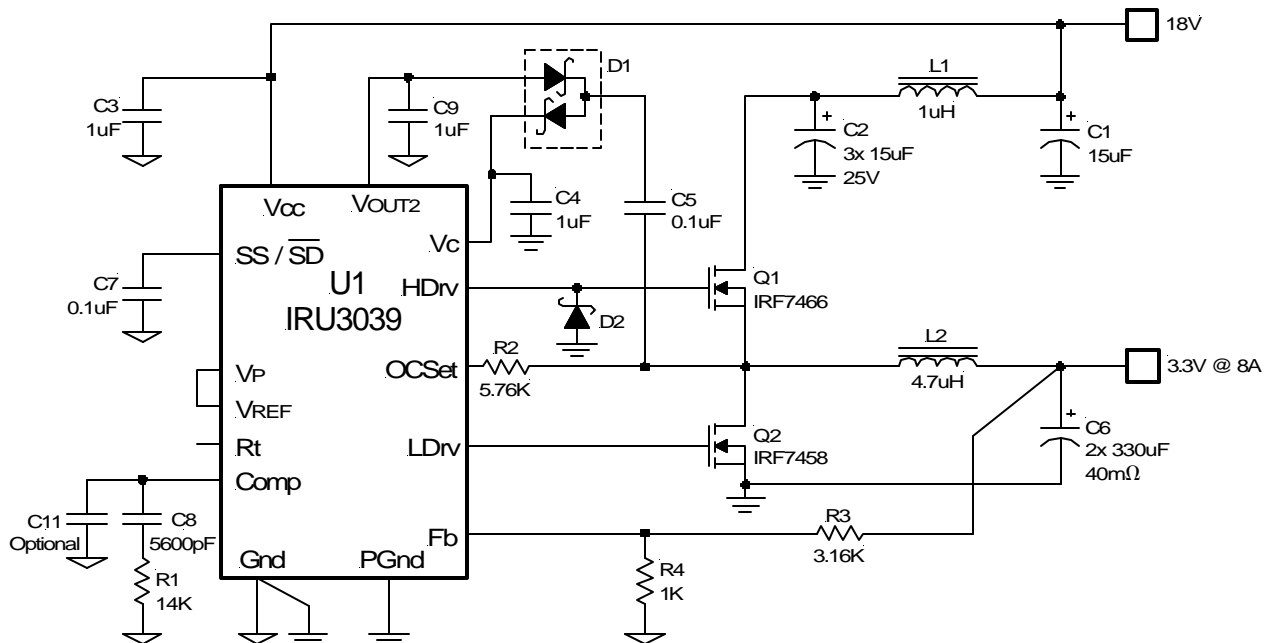 18V
D1
L1
1uH
C3
1uF
C9
1uF
C2
3x 15uF
25V
C1
15uF
C4
1uF
C5
0.1uF
Vcc
VOUT2
Vc
SS / SD
U1
IRU3039
HDrv
C7
0.1uF
D2
Q1
IRF7466
OCSet
R2
5.76K
L2
4.7uH
3.3V @ 8A
VP
VREF
Rt
LDrv
Q2
IRF7458
C6
2x 330uF
40mΩ
Comp
C11
Optional
C8
5600pF
Fb
R3
3.16K
Gnd
PGnd
R1
14K
R4
1K
+
+
+